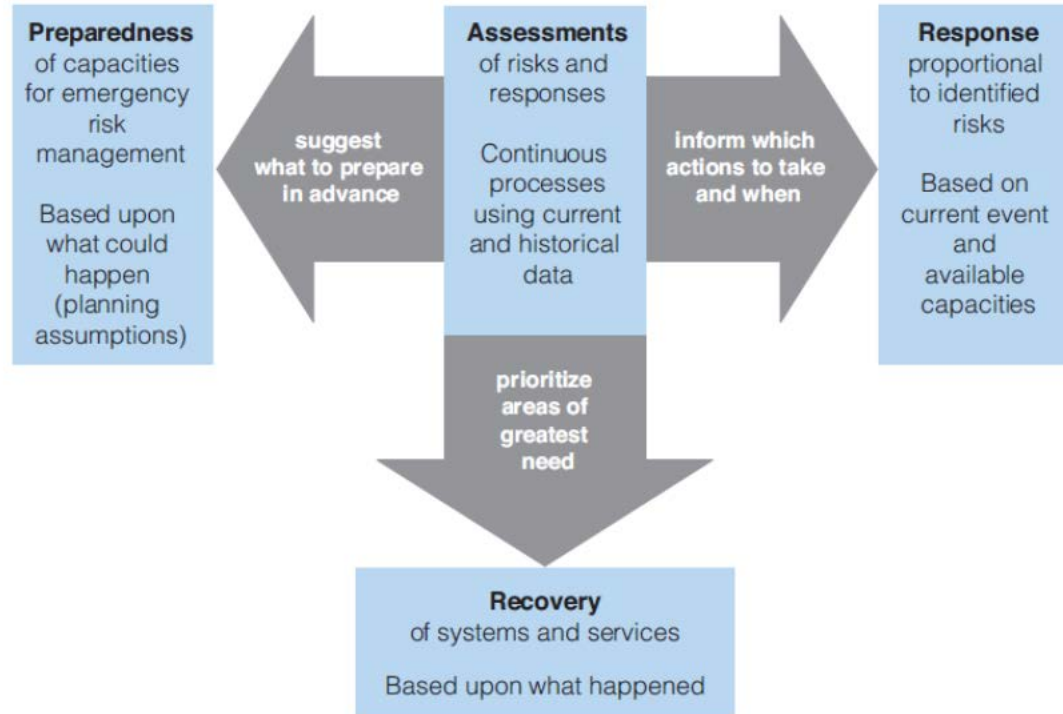 Preparedness
of capacities
for emergency
risk
management
Based upon
what could
happen
(planning
assumptions)
suggest
what to prepare
in advance
Assessments
of risks and
responses
Continuous
processes
using current
and historical
data
inform which
actions to take
and when
Response
proportional
to identified
risks
Based on
current event
and
available
capacities
prioritize
areas of
greatest
need
Recovery
of systems and services
Based upon what happened